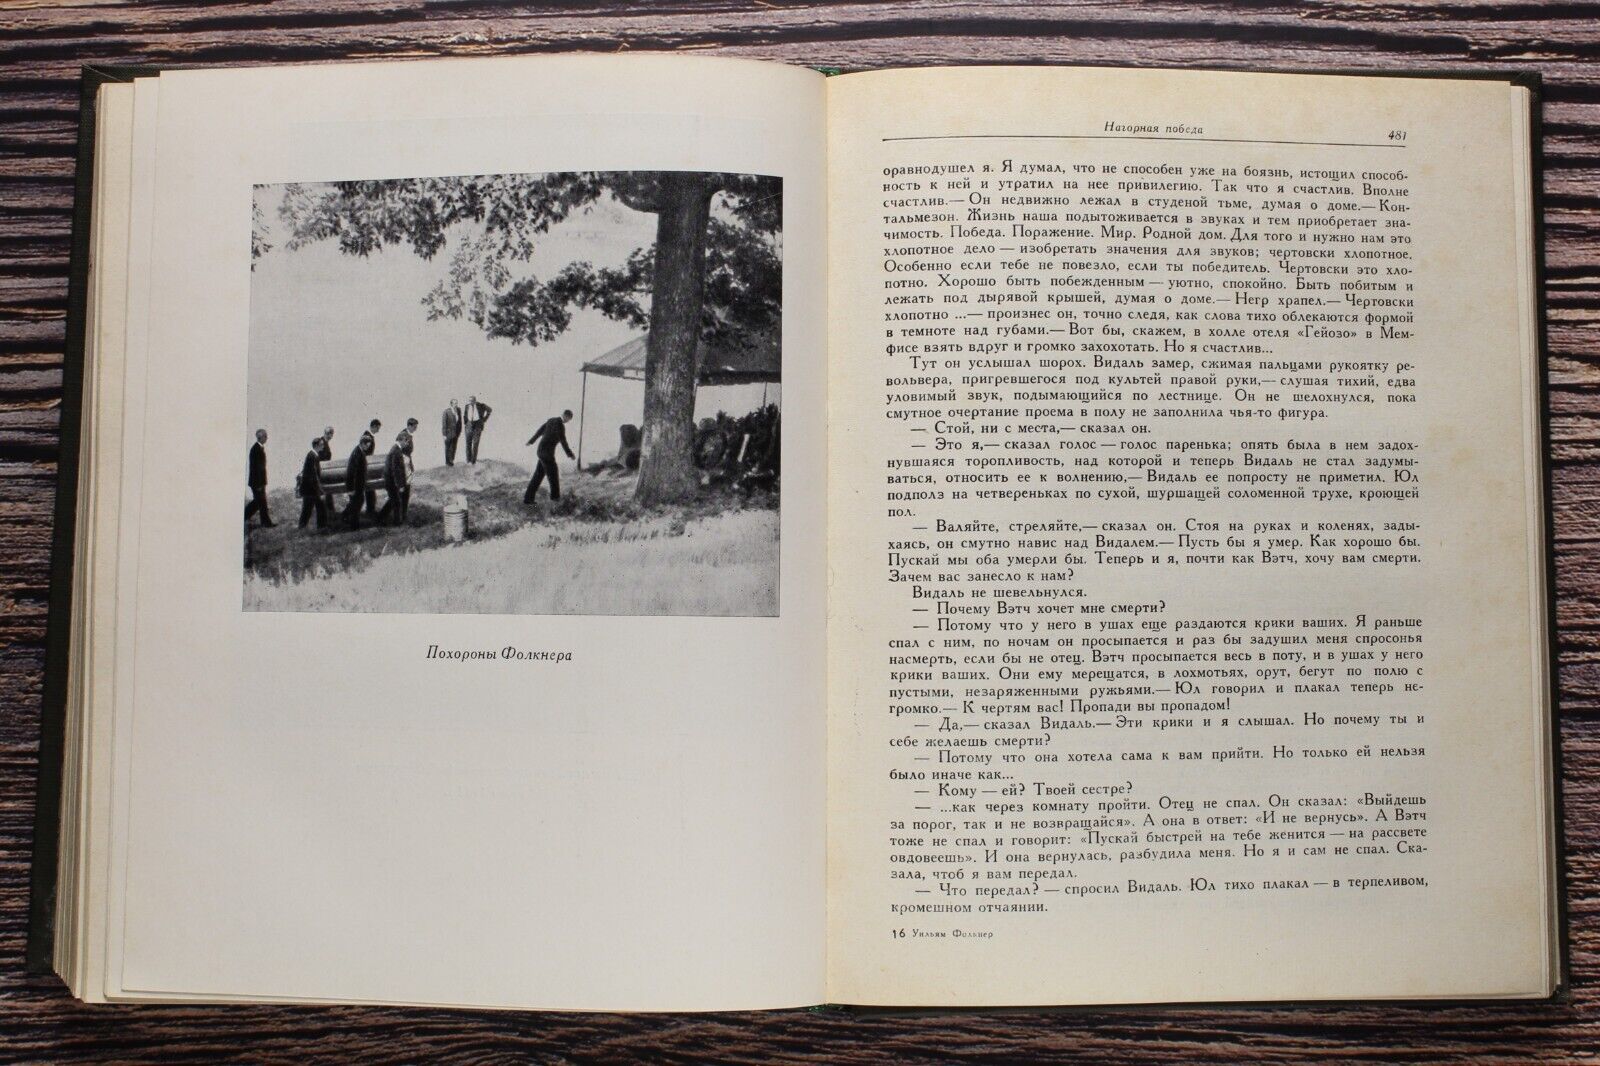 Похороны Фолкнера
Нагорная победа
481
оравнодушел я. Я думал, что не способен уже на боязнь, истощил способ-
ность к ней и утратил на нее привилегию. Так что я счастлив. Вполне
счастлив.— Он недвижно лежал в студеной тьме, думая о доме.— Кон-
тальмезон. Жизнь наша подытоживается в звуках и тем приобретает зна-
чимость. Победа. Поражение. Мир. Родной дом. Для того и нужно нам это
хлопотное дело — изобретать значения для звуков; чертовски хлопотное.
Особенно если тебе не повезло, если ты победитель. Чертовски это хло-
потно. Хорошо быть побежденным — уютно, спокойно. Быть побитым и
лежать под дырявой крышей, думая о доме.— Негр храпел.— Чертовски
хлопотно ...— произнес он, точно следя, как слова тихо облекаются формой
в темноте над губами.— Вот бы, скажем, в холле отеля «Гейозо» в Мем-
фисе взять вдруг и громко захохотать. Но я счастлив...
Тут он услышал шорох. Видаль замер, сжимая пальцами рукоятку ре-
вольвера, пригревшегося под культей правой руки,— слушая тихий, едва
уловимый звук, подымающийся по лестнице. Он не шелохнулся, пока
смутное очертание проема в полу не заполнила чья-то фигура.
— Стой, ни с места,— сказал он.
— Это я,— сказал голос — голос паренька; опять была в нем задох-
нувшаяся торопливость, над которой и теперь Видаль не стал задумы-
ваться, относить ее к волнению,— Видаль ее попросту не приметил. Юл
подполз на четвереньках по сухой, шуршащей соломенной трухе, кроющей
пол.
— Валяйте, стреляйте,— сказал он. Стоя на руках и коленях, зады-
хаясь, он смутно навис над Видалем.— Пусть бы я умер. Как хорошо бы.
Пускай мы оба умерли бы. Теперь и я, почти как Вэтч, хочу вам смерти.
Зачем вас занесло к нам?
Видаль не шевельнулся.
— Почему Вэтч хочет мне смерти?
— Потому что у него в ушах еще раздаются крики ваших. Я раньше
спал с ним, по ночам он просыпается и раз бы задушил меня спросонья
насмерть, если бы не отец. Вэтч просыпается весь в поту, и в ушах у него
крики ваших. Они ему мерещатся, в лохмотьях, орут, бегут по полю с
пустыми, незаряженными ружьями.— Юл говорил и плакал теперь не-
громко.— К чертям вас! Пропади вы пропадом!
— Да,— сказал Видаль.— Эти крики и я слышал. Но почему ты и
себе желаешь смерти?
— Потому что она хотела сама к вам прийти. Но только ей нельзя
было иначе как...
— Кому — ей? Твоей сестре?
— ...как через комнату пройти. Отец не спал. Он сказал: «Выйдешь
за порог, так и не возвращайся». А она в ответ: «И не вернусь». А Вэтч
тоже не спал и говорит: «Пускай быстрей на тебе женится — на рассвете
овдовеешь». И она вернулась, разбудила меня. Но я и сам не спал. Ска-
зала, чтоб я вам передал.
— Что передал? — спросил Видаль. Юл тихо плакал — в терпеливом,
кромешном отчаянии.
16 Уильям Фолкнер